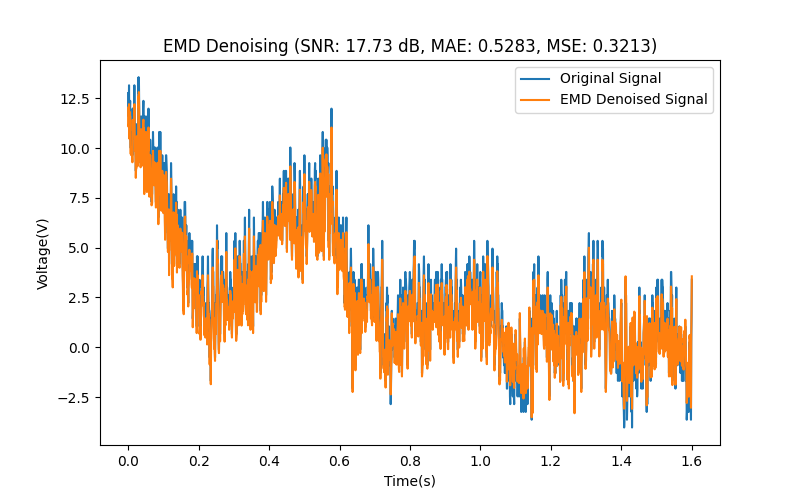 EMD Denoising (SNR: 17.73 dB, MAE: 0.5283, MSE: 0.3213)
Original Signal
EMD Denoised Signal
12.5
10.0
7.5
5.0
2.5
0.0
−2.5
Voltage(V)
0.0 0.2 0.4 0.6 0.8 1.0 1.2 1.4 1.6
Time(s)